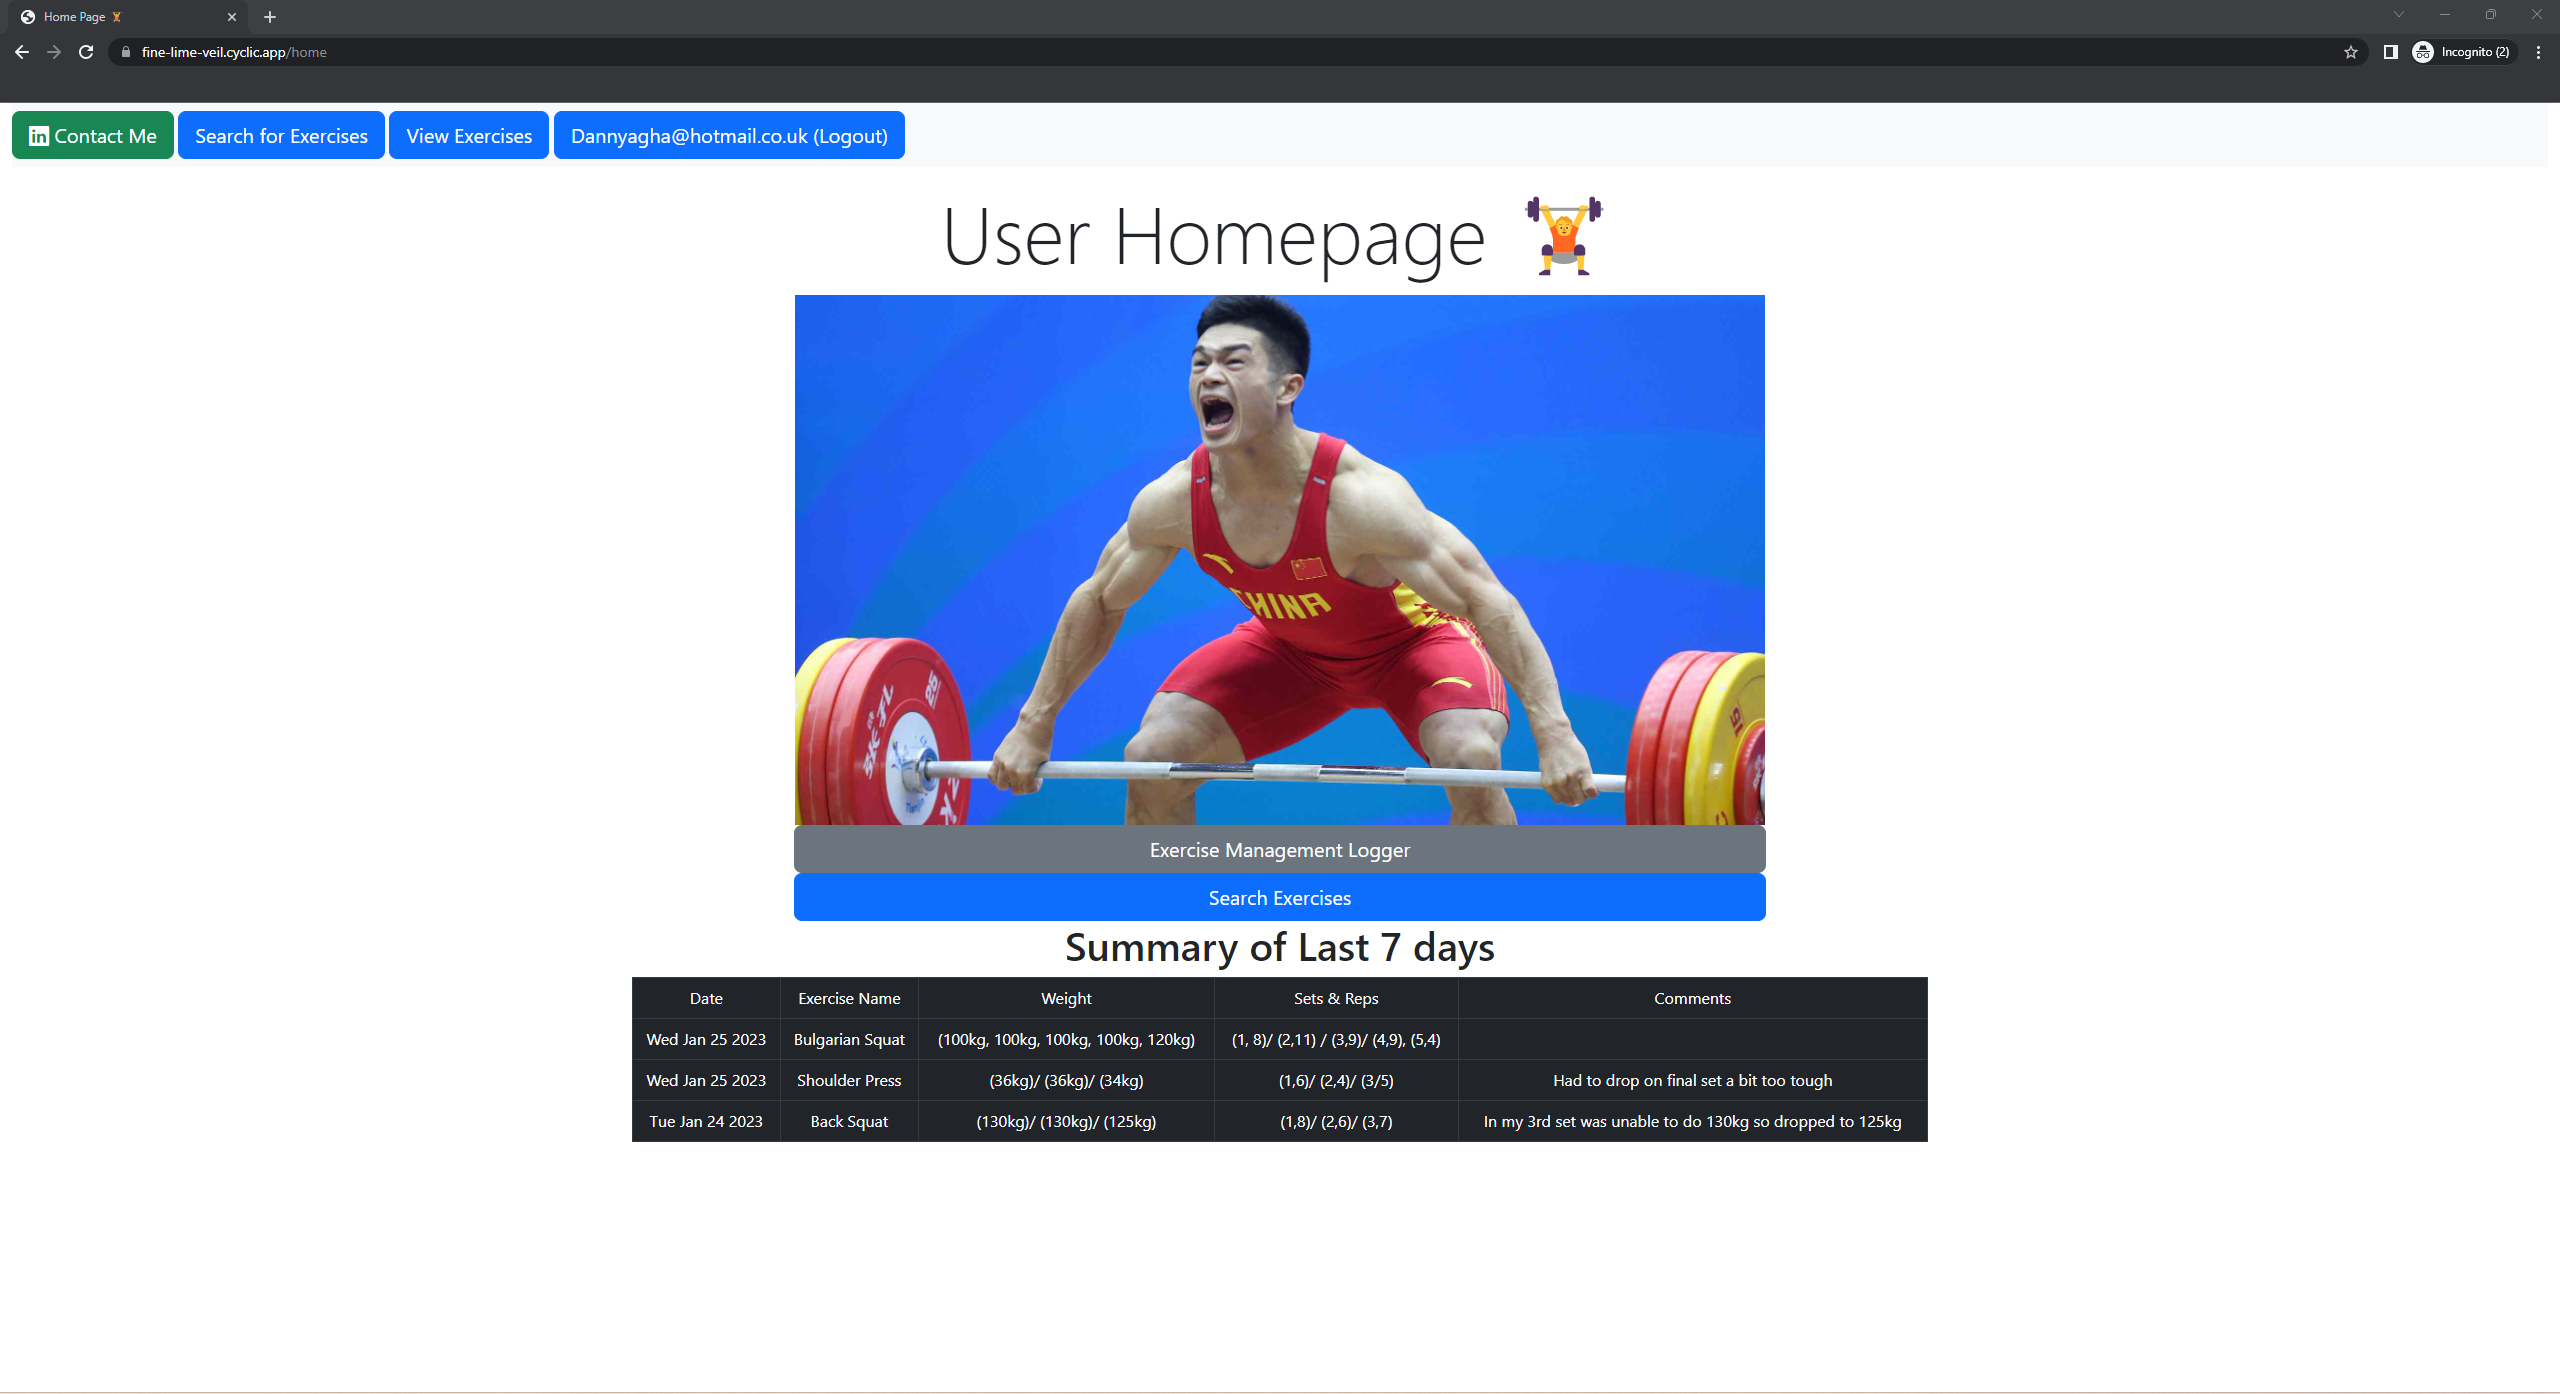 Home Page
fine-lime-veil.cyclic.app/home
Incognito (2)
in Contact Me
Search for Exercises
View Exercises
Dannyagha@hotmail.co.uk (Logout)
User Homepage
CHINA
25
Exercise Management Logger
Search Exercises
Summary of Last 7 days
Date Exercise Name Weight Sets & Reps Comments
Wed Jan 25 2023 Bulgarian Squat (100kg, 100kg, 100kg, 100kg, 120kg) (1, 8)/ (2,11) / (3,9)/ (4,9), (5,4)
Wed Jan 25 2023 Shoulder Press (36kg)/ (36kg)/ (34kg) (1,6)/ (2,4)/ (3/5) Had to drop on final set a bit too tough
Tue Jan 24 2023 Back Squat (130kg)/ (130kg)/ (125kg) (1,8)/ (2,6)/ (3,7) In my 3rd set was unable to do 130kg so dropped to 125kg